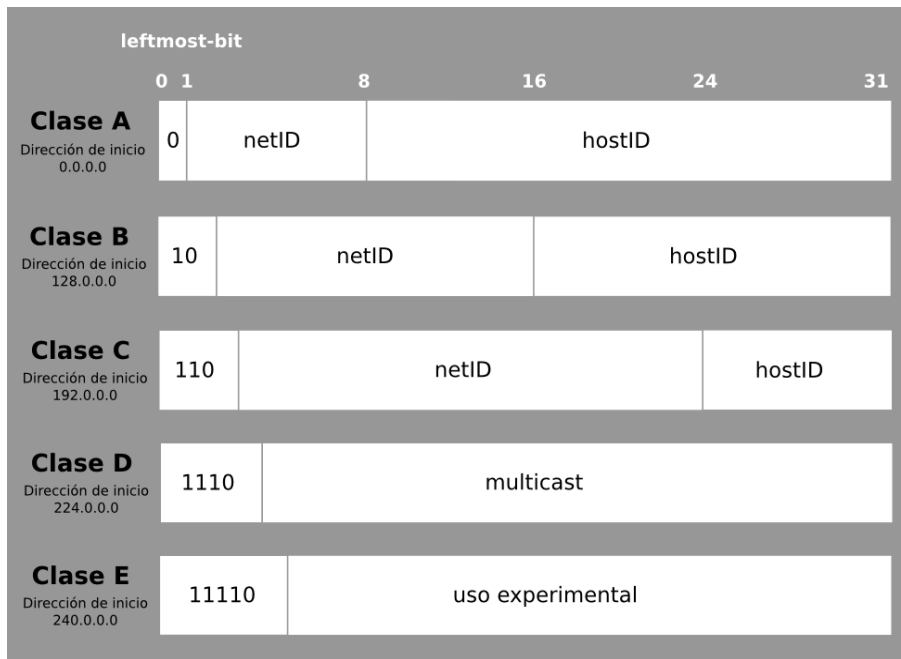 leftmost-bit
0 1 8 16 24 31
Clase A
Dirección de inicio
0.0.0.0
0 netID hostID
Clase B
Dirección de inicio
128.0.0.0
10 netID hostID
Clase C
Dirección de inicio
192.0.0.0
110 netID hostID
Clase D
Dirección de inicio
224.0.0.0
1110 multicast
Clase E
Dirección de inicio
240.0.0.0
11110 uso experimental